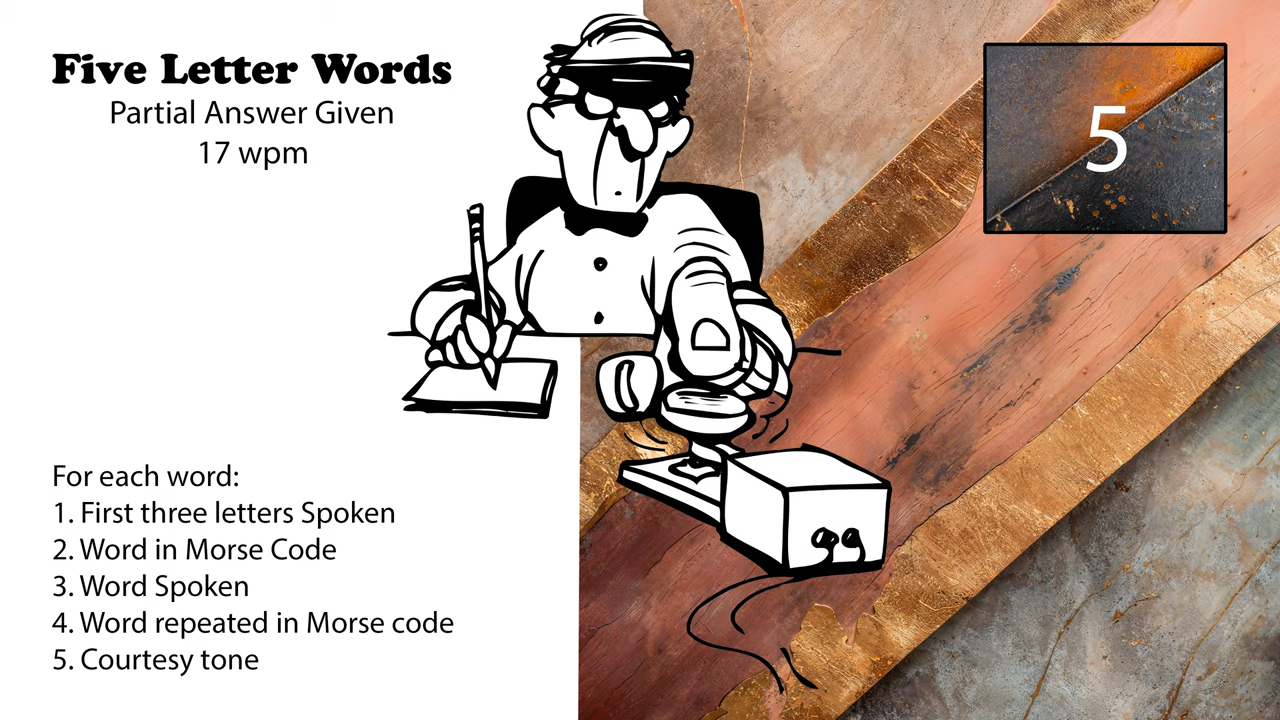 Five Letter Words
Partial Answer Given
17 wpm
5
For each word:
1. First three letters Spoken
2. Word in Morse Code
3. Word Spoken
4. Word repeated in Morse code
5. Courtesy tone